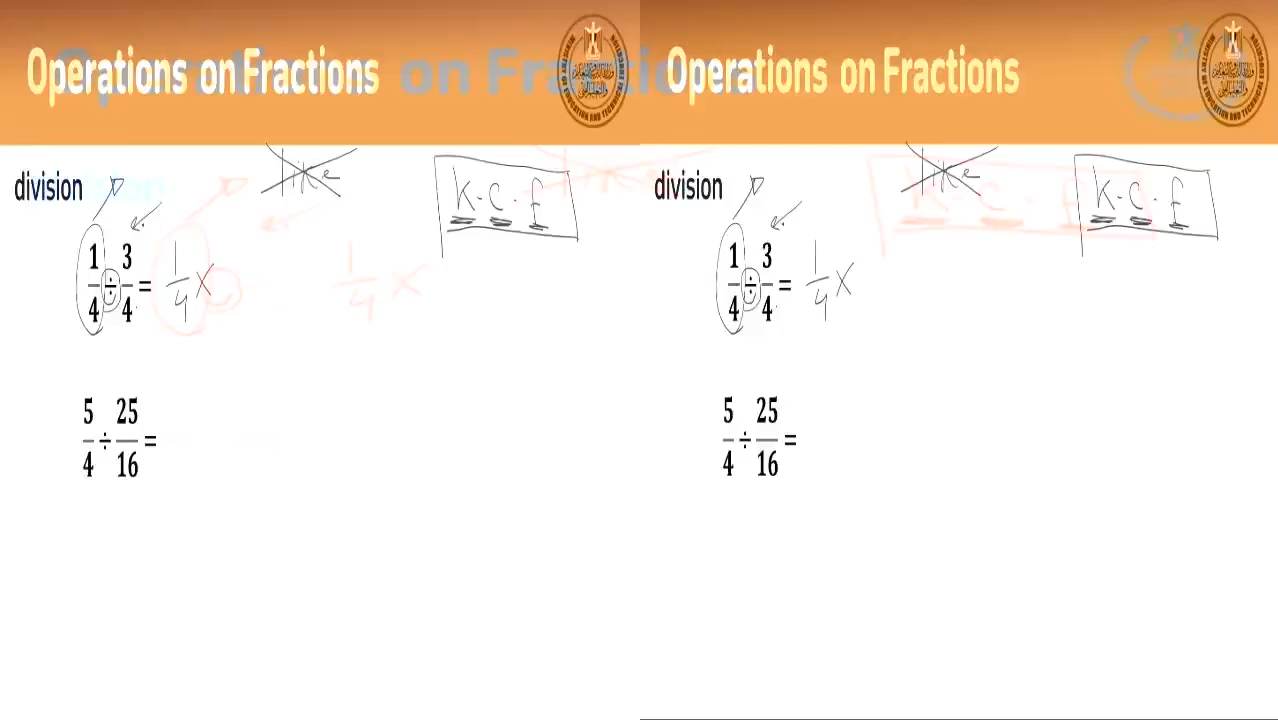 Operations on Fractions
division
like
K.C.f
1/4 ÷ 3/4 = 1/4 ×
5/4 ÷ 25/16 =
Operations on Fractions
division
like
K.C.f
1/4 ÷ 3/4 = 1/4 ×
5/4 ÷ 25/16 =